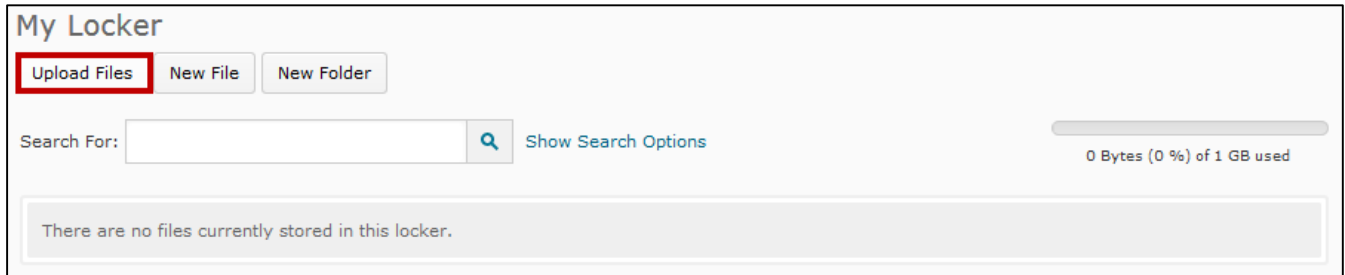 My Locker
Upload Files New File New Folder
Search For: Show Search Options
0 Bytes (0 %) of 1 GB used
There are no files currently stored in this locker.